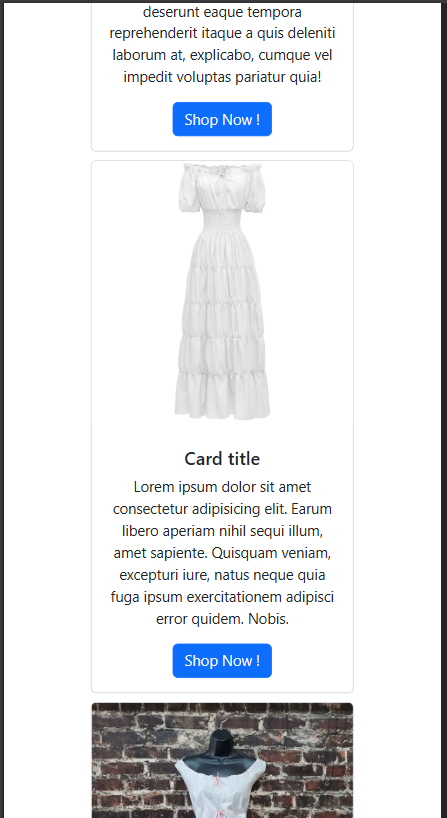 deserunt eaque tempora
reprehenderit itaque a quis deleniti
laborum at, explicabo, cumque vel
impedit voluptas pariatur quia!
Shop Now !
Card title
Lorem ipsum dolor sit amet
consectetur adipisicing elit. Earum
libero aperiam nihil sequi illum,
amet sapiente. Quisquam veniam,
excepturi iure, natus neque quia
fuga ipsum exercitationem adipisci
error quidem. Nobis.
Shop Now !